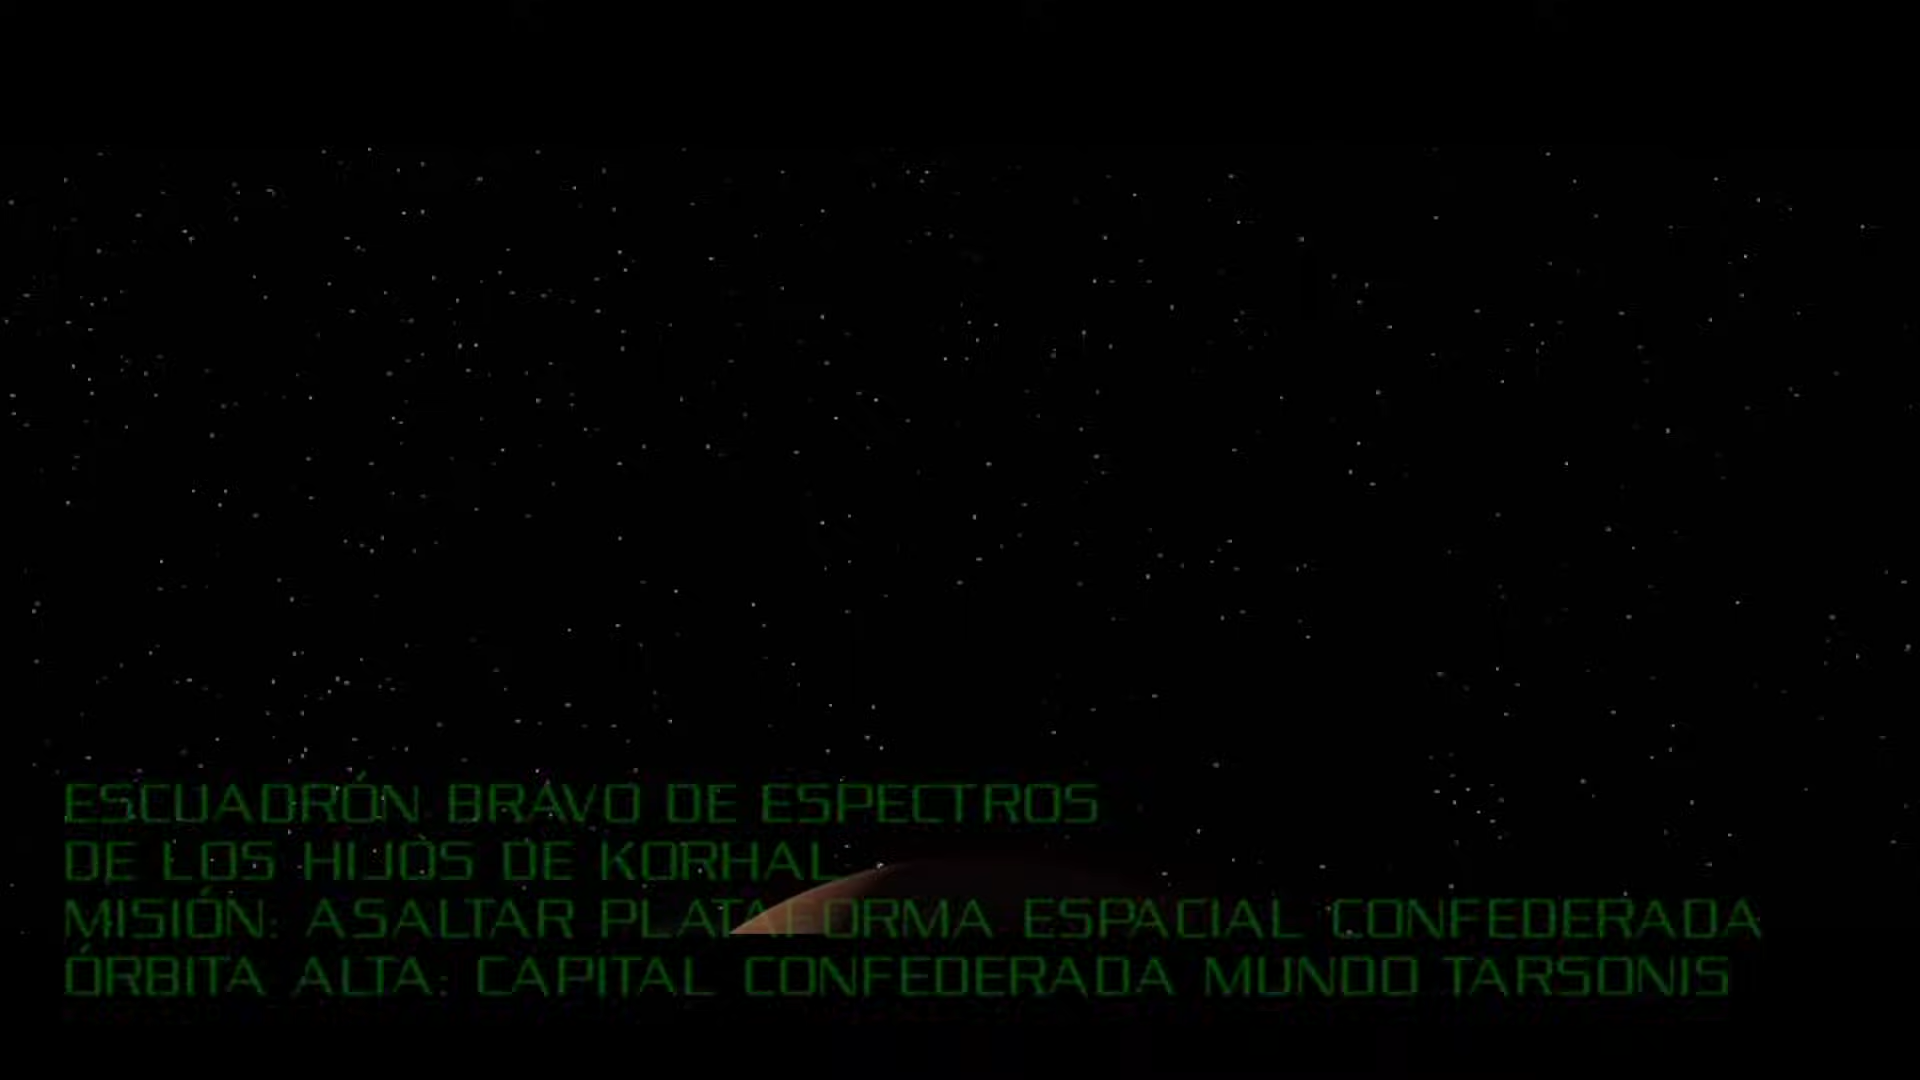 ESCUADRÓN BRAVO DE ESPECTROS
DE LOS HIJOS DE KORHAL
MISIÓN: ASALTAR PLATAFORMA ESPACIAL CONFEDERADA
ÓRBITA ALTA: CAPITAL CONFEDERADA MUNDO TARSONIS